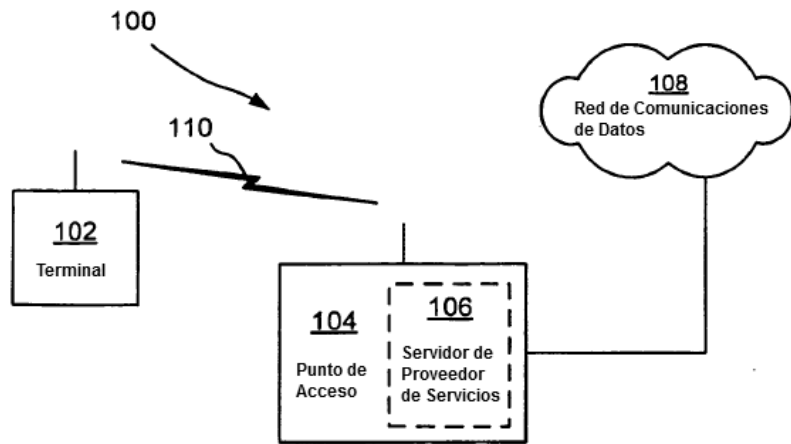 100
108
Red de Comunicaciones
de Datos
110
102
Terminal
104
Punto de
Acceso
106
Servidor de
Proveedor
de Servicios